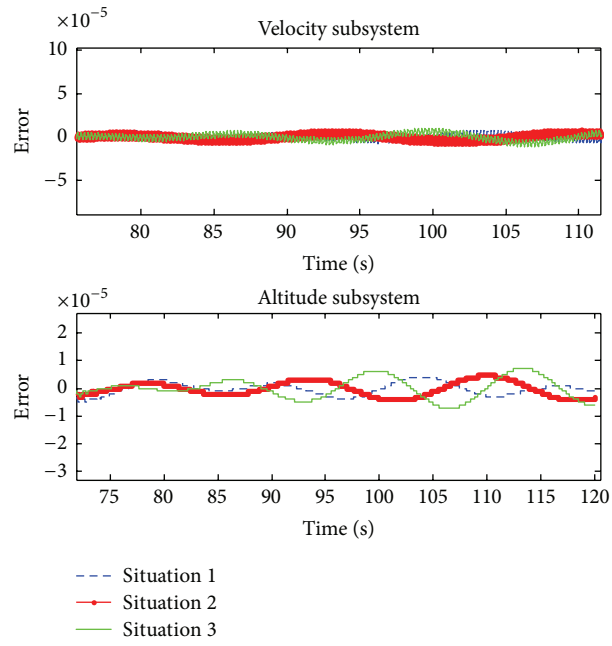 Velocity subsystem
×10⁻⁵
10
5
0
−5
Error
80 85 90 95 100 105 110
Time (s)
Altitude subsystem
×10⁻⁵
2
1
0
−1
−2
−3
Error
75 80 85 90 95 100 105 110 115 120
Time (s)
Situation 1
Situation 2
Situation 3